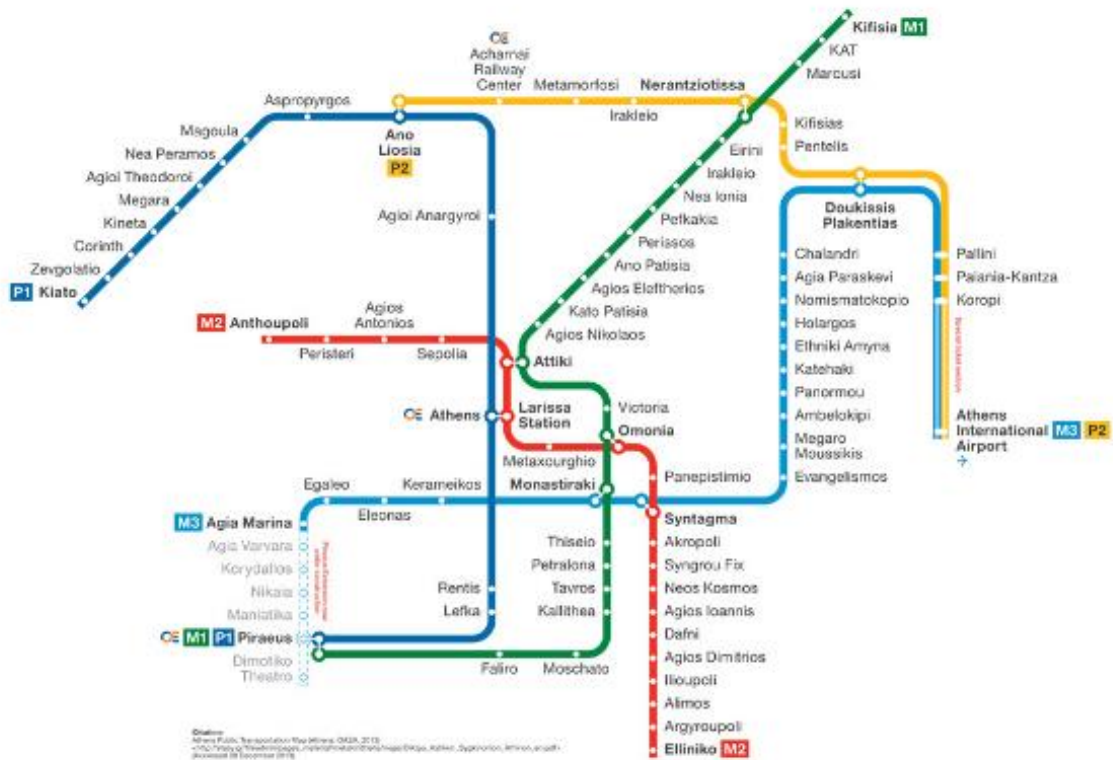 Kifisia M1
KAT
Marcusi
Acharnai
Railway
Center
Metamorfosi
Nerantziotissa
Irakleio
Aspropyrgos
Magoula
Nea Peramos
Agioi Theodoroi
Megara
Kineta
Corinth
Zevgolatio
P1 Kiato
Ano
Liosia
P2
Kifisias
Pentelis
Eirini
Irakleio
Nea Ionia
Pefkakia
Perissos
Ano Patisia
Agios Eleftherios
Kato Patisia
Agios Nikolaos
Agioi Anargyroi
Doukissis
Plakentias
Chalandri
Agia Paraskevi
Nomismatokopio
Holargos
Ethniki Amyna
Katehaki
Panormou
Ambelokipi
Megaro
Moussikis
Evangelismos
Pallini
Paiania-Kantza
Koropi
Athens
International M3 P2
Airport
M2 Anthoupoli
Peristeri
Agios
Antonios
Sepolia
Attiki
Athens
Larissa
Station
Victoria
Omonia
Metaxourghio
Monastiraki
Panepistimio
Egaleo
Eleonas
Kerameikos
M3 Agia Marina
Agia Varvara
Korydallos
Nikaia
Maniatika
M1 P1 Piraeus
Dimotiko
Theatro
Syntagma
Akropoli
Syngrou Fix
Neos Kosmos
Agios Ioannis
Dafni
Agios Dimitrios
Ilioupoli
Alimos
Argyroupoli
Elliniko M2
Thiseio
Petralona
Tavros
Kallithea
Rentis
Lefka
Faliro
Moschato